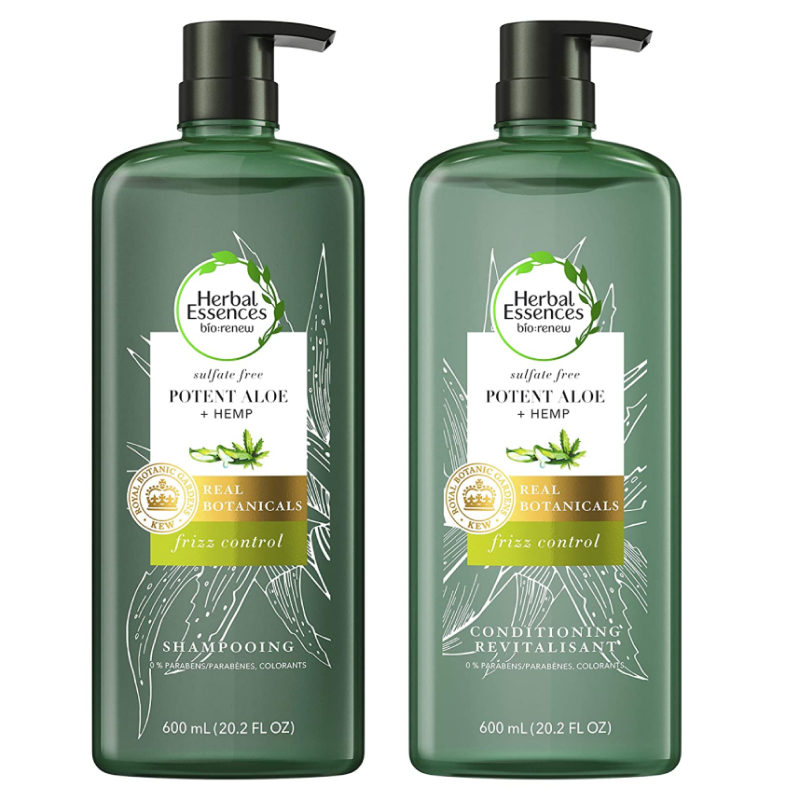 Herbal
Essences
bío:renew
sulfate free
POTENT ALOE
+ HEMP
ROYAL BOTANIC GARDENS
• KEW •
REAL
BOTANICALS
frizz control
SHAMPOOING
0 % PARABENS/PARABÈNES, COLORANTS
600 mL (20.2 FL OZ)
Herbal
Essences
bío:renew
sulfate free
POTENT ALOE
+ HEMP
ROYAL BOTANIC GARDENS
• KEW •
REAL
BOTANICALS
frizz control
CONDITIONING
REVITALISANT
0 % PARABENS/PARABÈNES, COLORANTS
600 mL (20.2 FL OZ)